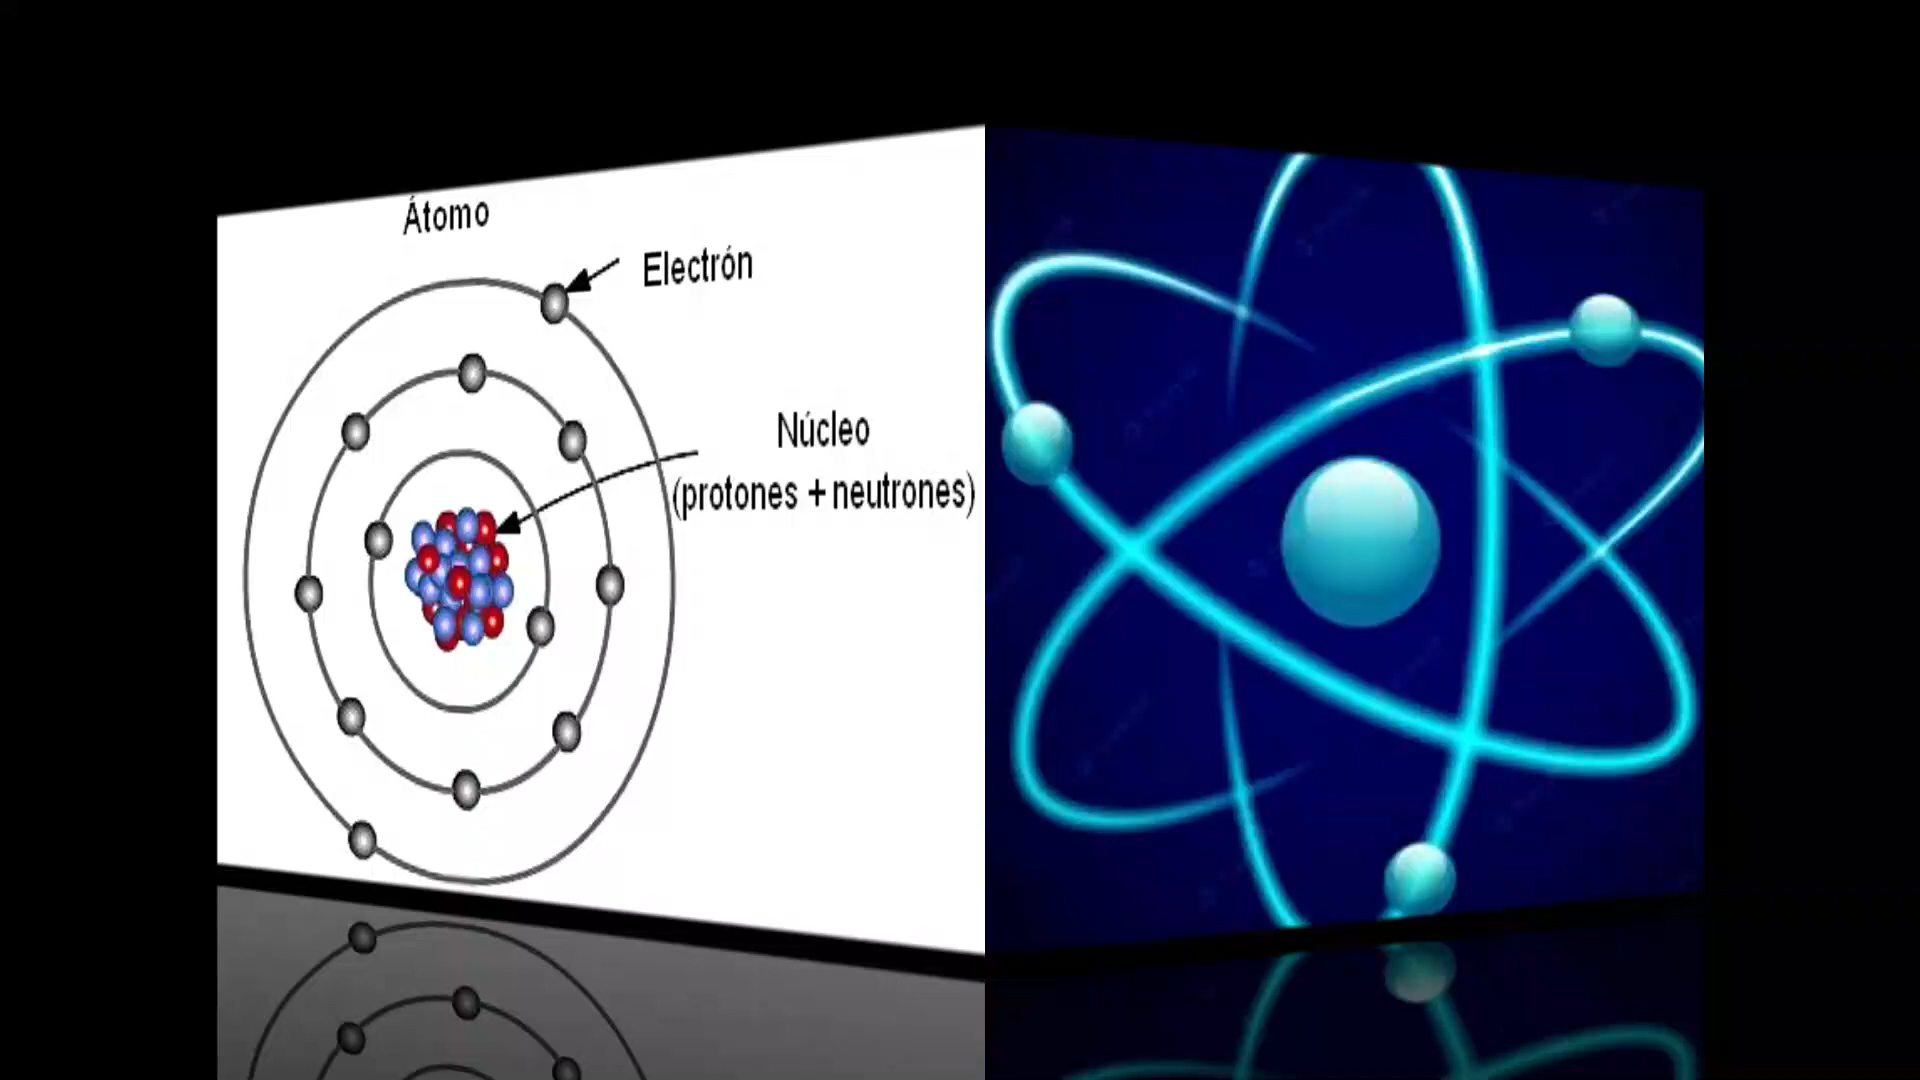 Átomo
Electrón
Núcleo
(protones + neutrones)